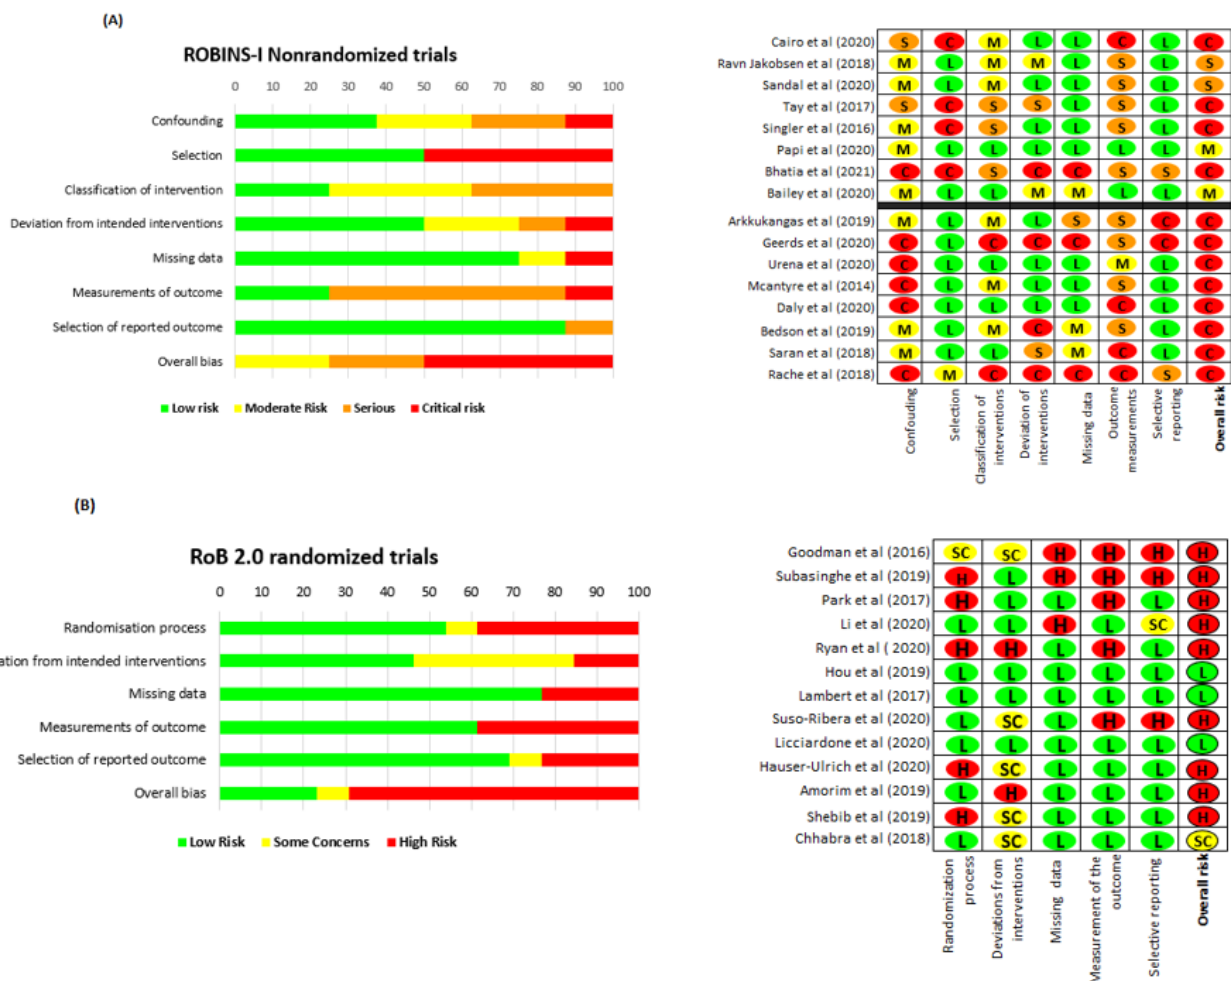 (A)
ROBINS-I Nonrandomized trials
0 10 20 30 40 50 60 70 80 90 100
Confounding
Selection
Classification of intervention
Deviation from intended interventions
Missing data
Measurements of outcome
Selection of reported outcome
Overall bias
Low risk Moderate Risk Serious Critical risk
Cairo et al (2020) S C M L L C L C
Ravn Jakobsen et al (2018) M L M M L S L S
Sandal et al (2020) M L M L L S L S
Tay et al (2017) S C S S L S L C
Singler et al (2016) M C S L L S L C
Papi et al (2020) M L L L L L L M
Bhatia et al (2021) C C S C C S S C
Bailey et al (2020) M L L M M L L M
Arkkukangas et al (2019) M L M L S S C C
Geerds et al (2020) C L C C C S C C
Urena et al (2020) C L L L L M L C
Mcantyre et al (2014) C L M L L S L C
Daly et al (2020) C L L L L C L C
Bedson et al (2019) M L M C M S L C
Saran et al (2018) M L L S M C L C
Rache et al (2018) C M C C C C S C
Confouding
Selection
Classification of
interventions
Deviation of
interventions
Missing data
Outcome
measurements
Selective
reporting
Overall risk
(B)
RoB 2.0 randomized trials
0 10 20 30 40 50 60 70 80 90 100
Randomisation process
ation from intended interventions
Missing data
Measurements of outcome
Selection of reported outcome
Overall bias
Low Risk Some Concerns High Risk
Goodman et al (2016) SC SC H H H H
Subasinghe et al (2019) H L H H H H
Park et al (2017) H L L H L H
Li et al (2020) L L H L SC H
Ryan et al ( 2020) H H L H L H
Hou et al (2019) L L L L L L
Lambert et al (2017) L L L L L L
Suso-Ribera et al (2020) L SC L H H H
Licciardone et al (2020) L L L L L L
Hauser-Ulrich et al (2020) H SC L L L H
Amorim et al (2019) L H L L L H
Shebib et al (2019) H SC L L L H
Chhabra et al (2018) L SC L L L SC
Randomization
process
Deviations from
interventions
Missing data
Measurement of the
outcome
Selective reporting
Overall risk